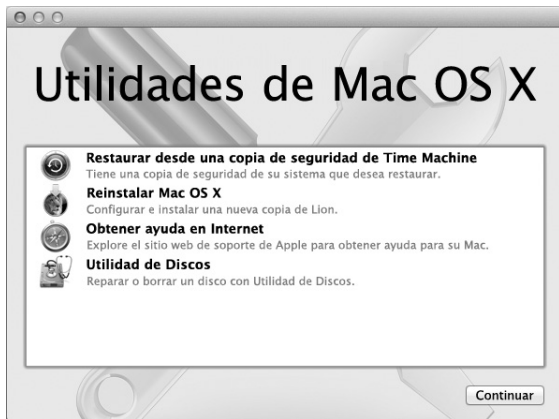 Utilidades de Mac OS X
Restaurar desde una copia de seguridad de Time Machine
Tiene una copia de seguridad de su sistema que desea restaurar.
Reinstalar Mac OS X
Configurar e instalar una nueva copia de Lion.
Obtener ayuda en Internet
Explore el sitio web de soporte de Apple para obtener ayuda para su Mac.
Utilidad de Discos
Reparar o borrar un disco con Utilidad de Discos.
Continuar